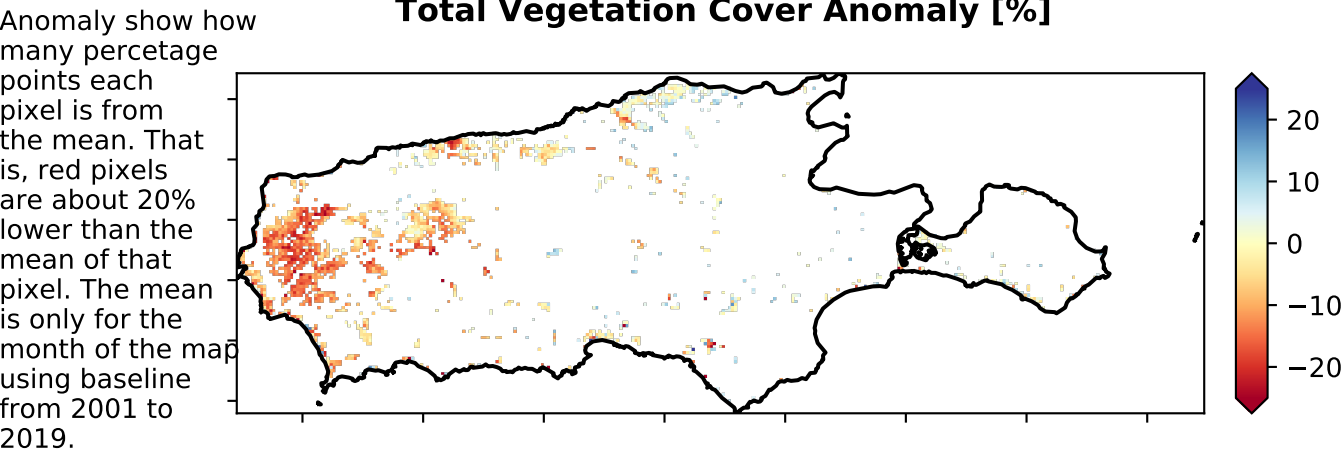 Total Vegetation Cover Anomaly [%]
Anomaly show how
many percetage
points each
pixel is from
the mean. That
is, red pixels
are about 20%
lower than the
mean of that
pixel. The mean
is only for the
month of the map
using baseline
from 2001 to
2019.
20
10
0
−10
−20